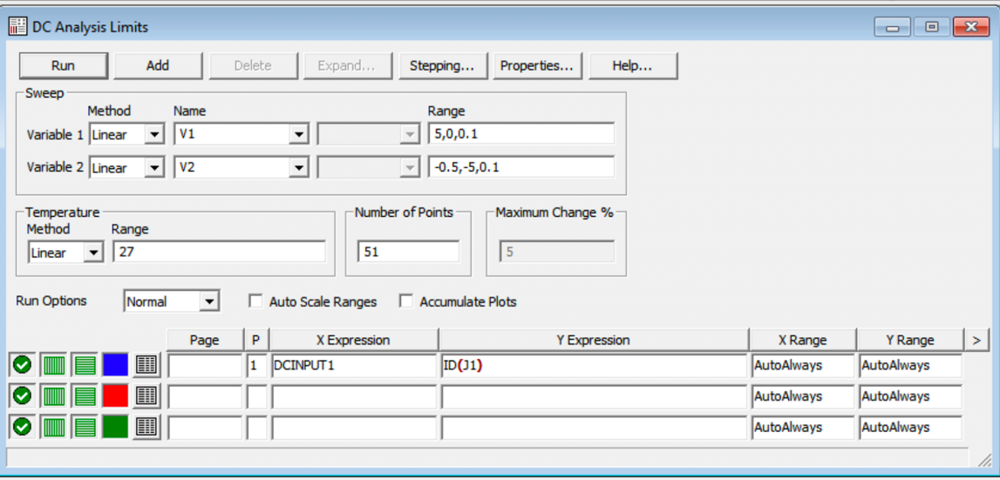 DC Analysis Limits
Run Add Delete Expand... Stepping... Properties... Help...
Sweep
Method Name Range
Variable 1 Linear V1 5,0,0.1
Variable 2 Linear V2 -0.5,-5,0.1
Temperature Number of Points Maximum Change %
Method Range
Linear 27 51 5
Run Options Normal Auto Scale Ranges Accumulate Plots
Page P X Expression Y Expression X Range Y Range >
1 DCINPUT1 ID(J1) AutoAlways AutoAlways
AutoAlways AutoAlways
AutoAlways AutoAlways